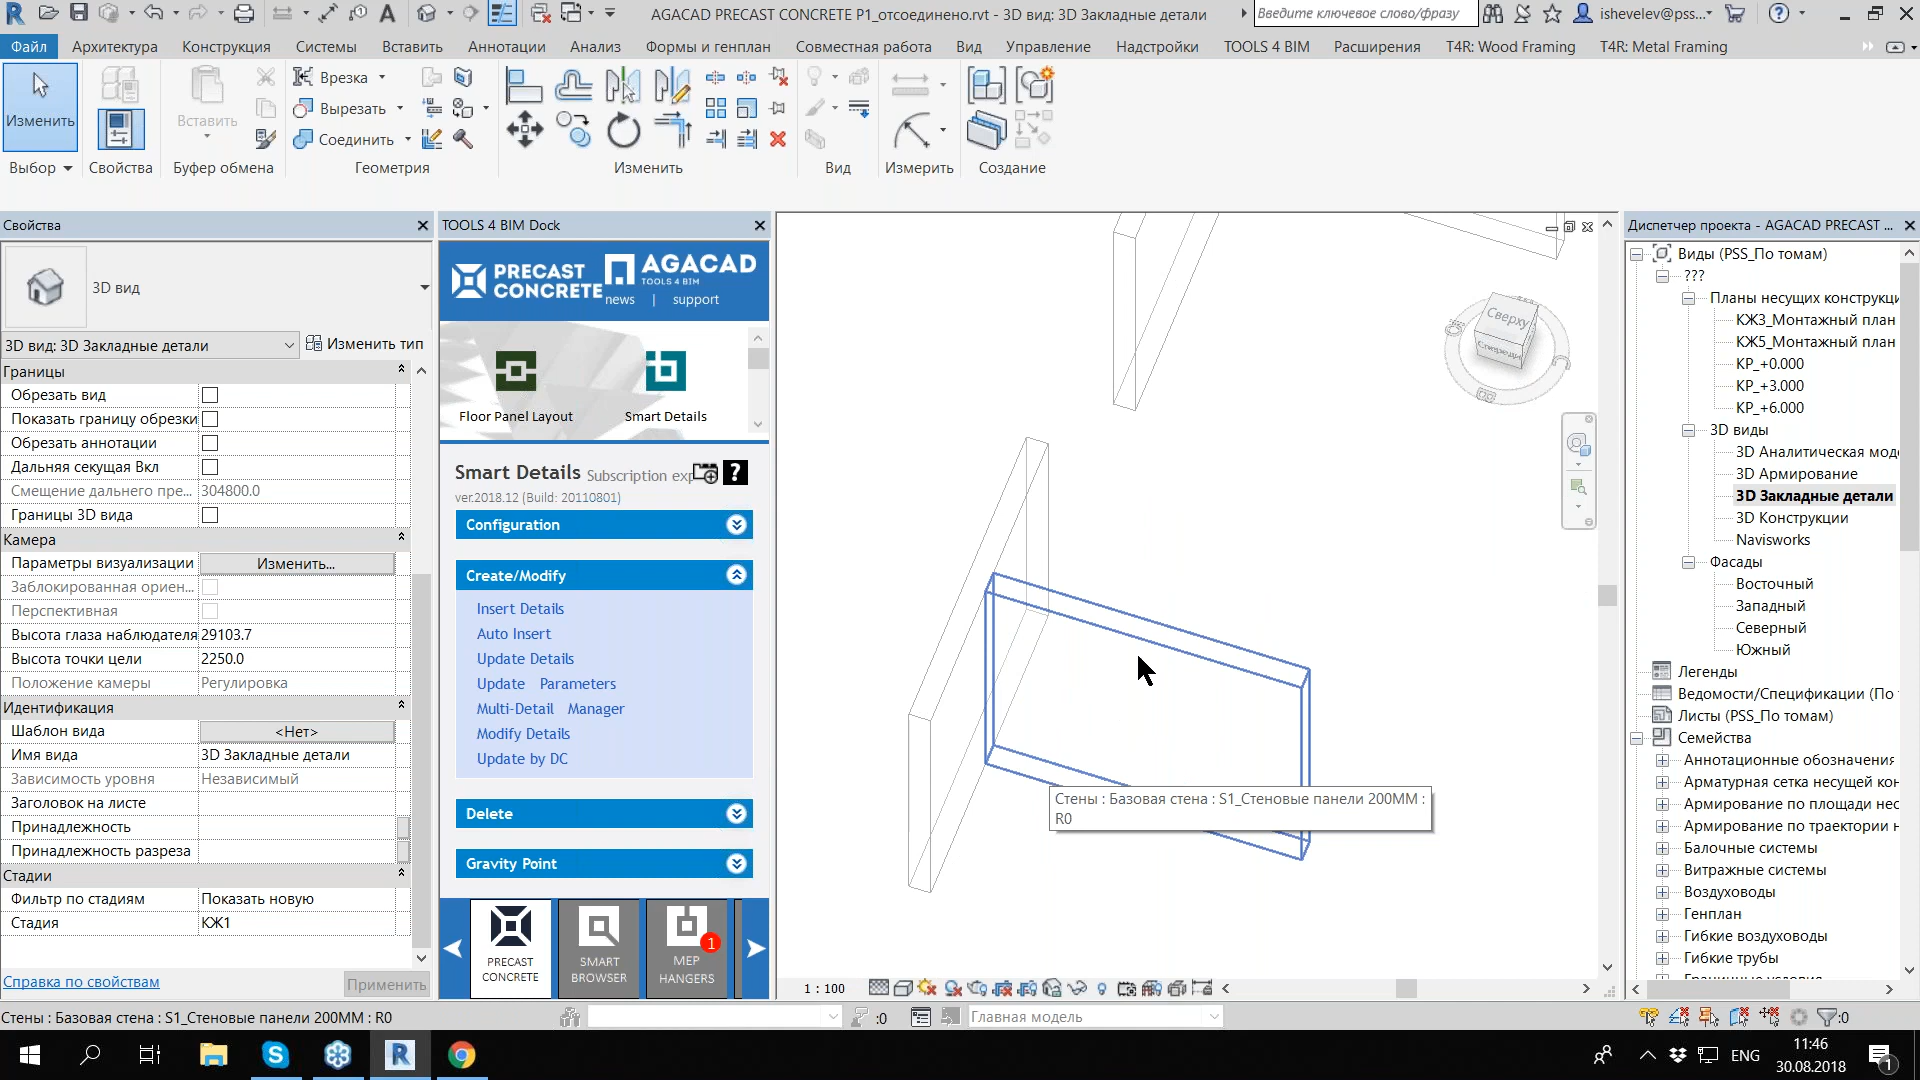 AGACAD PRECAST CONCRETE P1_отсоединено.rvt - 3D вид: 3D Закладные детали
Введите ключевое слово/фразу
ishevelev@pss...
Файл Архитектура Конструкция Системы Вставить Аннотации Анализ Формы и генплан Совместная работа Вид Управление Надстройки TOOLS 4 BIM Расширения T4R: Wood Framing T4R: Metal Framing
Изменить
Вставить
Врезка
Вырезать
Соединить
Выбор Свойства Буфер обмена Геометрия Изменить Вид Измерить Создание
Свойства
3D вид
3D вид: 3D Закладные детали Изменить тип
Границы
Обрезать вид
Показать границу обрезки
Обрезать аннотации
Дальняя секущая Вкл
Смещение дальнего пре... 304800.0
Границы 3D вида
Камера
Параметры визуализации Изменить...
Заблокированная ориен...
Перспективная
Высота глаза наблюдателя 29103.7
Высота точки цели 2250.0
Положение камеры Регулировка
Идентификация
Шаблон вида <Нет>
Имя вида 3D Закладные детали
Зависимость уровня Независимый
Заголовок на листе
Принадлежность
Принадлежность разреза
Стадии
Фильтр по стадиям Показать новую
Стадия КЖ1
Справка по свойствам Применить
TOOLS 4 BIM Dock
PRECAST CONCRETE
AGACAD
TOOLS 4 BIM
news | support
Floor Panel Layout Smart Details
Smart Details Subscription exp
ver.2018.12 (Build: 20110801)
Configuration
Create/Modify
Insert Details
Auto Insert
Update Details
Update Parameters
Multi-Detail Manager
Modify Details
Update by DC
Delete
Gravity Point
PRECAST CONCRETE
SMART BROWSER
MEP HANGERS
1
Сверху
Спереди
Стены : Базовая стена : S1_Стеновые панели 200ММ :
R0
1 : 100
Диспетчер проекта - AGACAD PRECAST ...
Виды (PSS_По томам)
???
Планы несущих конструкци
КЖ3_Монтажный план
КЖ5_Монтажный план
КР_+0.000
КР_+3.000
КР_+6.000
3D виды
3D Аналитическая мод
3D Армирование
3D Закладные детали
3D Конструкции
Navisworks
Фасады
Восточный
Западный
Северный
Южный
Легенды
Ведомости/Спецификации (По
Листы (PSS_По томам)
Семейства
Аннотационные обозначения
Арматурная сетка несущей кон
Армирование по площади нес
Армирование по траектории н
Балочные системы
Витражные системы
Воздуховоды
Генплан
Гибкие воздуховоды
Гибкие трубы
Стены : Базовая стена : S1_Стеновые панели 200ММ : R0
:0
Главная модель
:0
ENG
11:46
30.08.2018
1